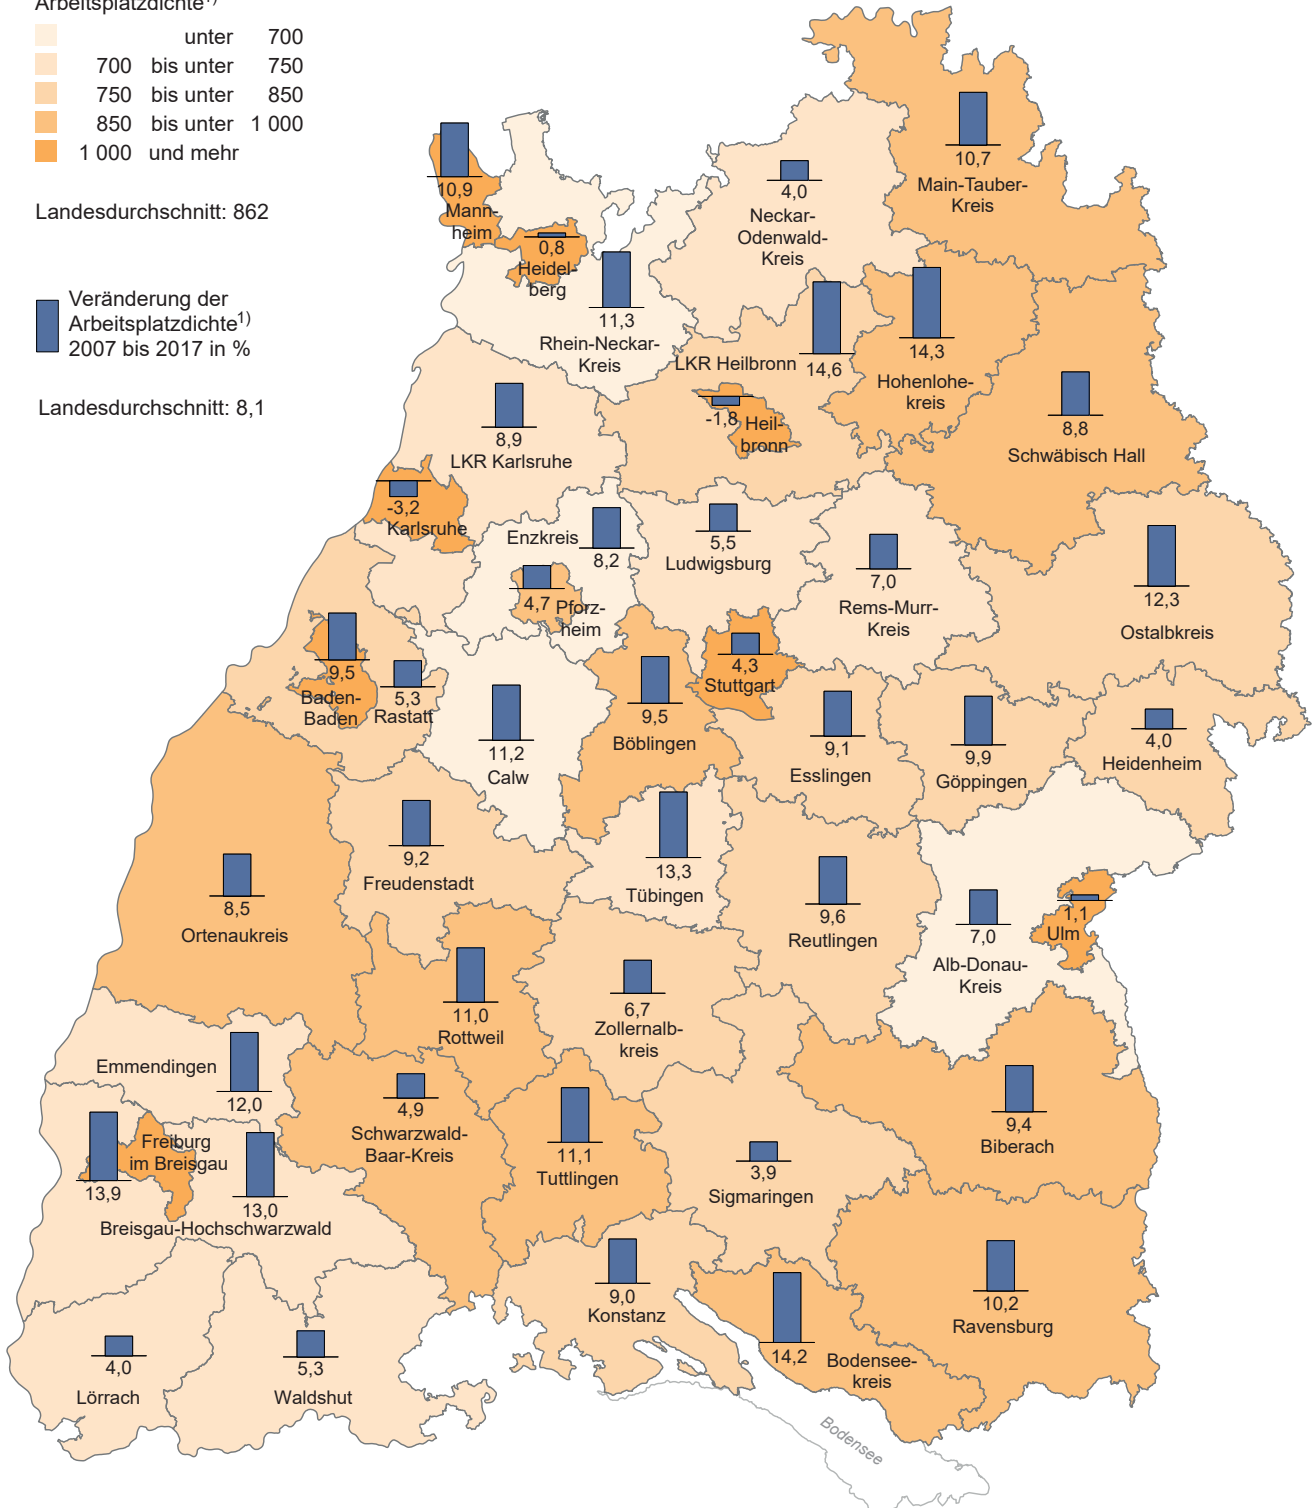 Arbeitsplatzdichte1)
unter 700
700 bis unter 750
750 bis unter 850
850 bis unter 1 000
1 000 und mehr
Landesdurchschnitt: 862
Veränderung der
Arbeitsplatzdichte1)
2007 bis 2017 in %
Landesdurchschnitt: 8,1
10,7
Main-Tauber-
Kreis
10,9
Mann-
heim
4,0
Neckar-
Odenwald-
Kreis
0,8
Heidel-
berg
11,3
Rhein-Neckar-
Kreis
LKR Heilbronn
14,6
14,3
Hohenlohe-
kreis
-1,8
Heil-
bronn
8,8
Schwäbisch Hall
8,9
LKR Karlsruhe
-3,2
Karlsruhe
Enzkreis
8,2
5,5
Ludwigsburg
7,0
Rems-Murr-
Kreis
12,3
Ostalbkreis
4,7
Pforz-
heim
9,5
Baden-
Baden
5,3
Rastatt
4,3
Stuttgart
11,2
Calw
9,5
Böblingen
9,1
Esslingen
9,9
Göppingen
4,0
Heidenheim
9,2
Freudenstadt
13,3
Tübingen
8,5
Ortenaukreis
9,6
Reutlingen
7,0
Alb-Donau-
Kreis
1,1
Ulm
11,0
Rottweil
6,7
Zollernalb-
kreis
Emmendingen
12,0
4,9
Schwarzwald-
Baar-Kreis
11,1
Tuttlingen
9,4
Biberach
Freiburg
im Breisgau
13,9
13,0
Breisgau-Hochschwarzwald
3,9
Sigmaringen
9,0
Konstanz
10,2
Ravensburg
14,2
Bodensee-
kreis
4,0
Lörrach
5,3
Waldshut
Bodensee